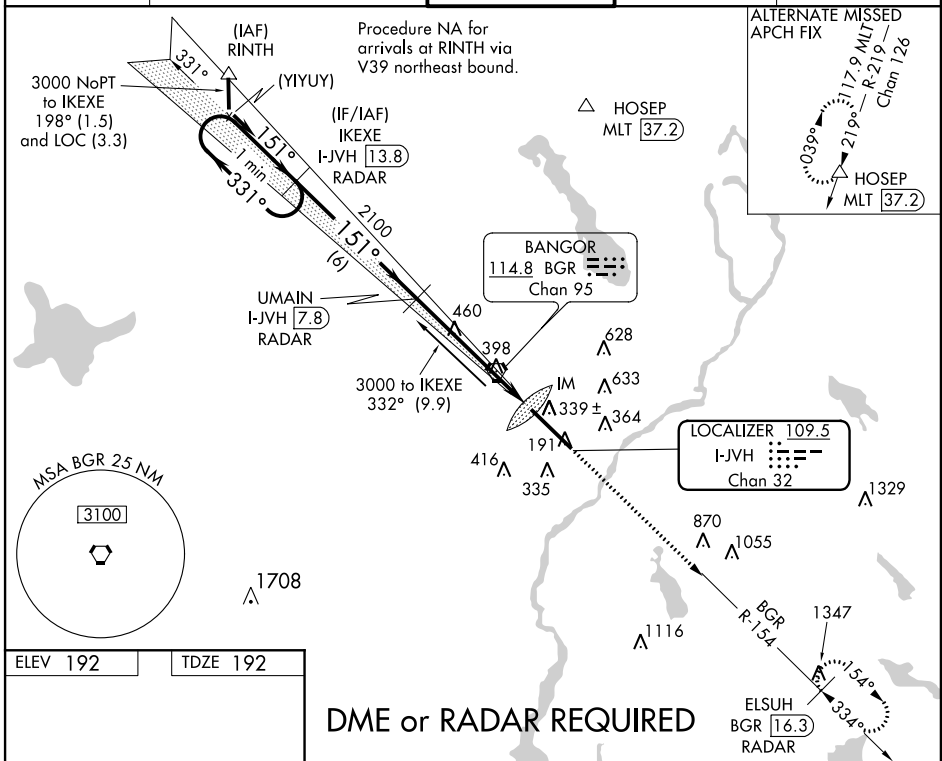 (IAF)
RINTH
Procedure NA for
arrivals at RINTH via
V39 northeast bound.
ALTERNATE MISSED
APCH FIX
117.9 MLT
R-219
Chan 126
039°
219°
HOSEP
MLT 37.2
331°
(YIYUY)
3000 NoPT
to IKEXE
198° (1.5)
and LOC (3.3)
(IF/IAF)
IKEXE
I-JVH 13.8
RADAR
HOSEP
MLT 37.2
151°
1 min
331°
2100
151°
(6)
BANGOR
114.8 BGR
Chan 95
UMAIN
I-JVH 7.8
RADAR
460
398
628
3000 to IKEXE
332° (9.9)
IM
633
339 ±
364
191
LOCALIZER 109.5
I-JVH
Chan 32
416
335
1329
MSA BGR 25 NM
3100
870
1055
1708
BGR
R-154
1347
1116
154°
334°
ELSUH
BGR 16.3
RADAR
ELEV 192
TDZE 192
DME or RADAR REQUIRED